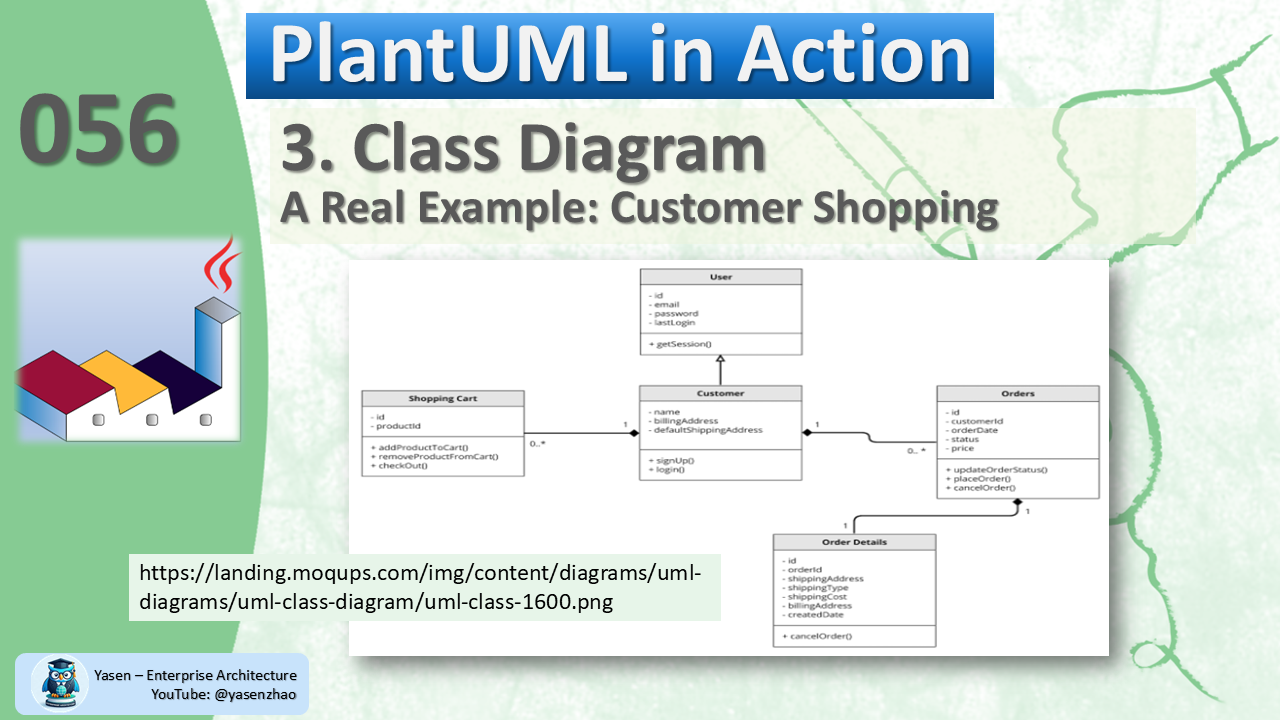 PlantUML in Action
056
3. Class Diagram
A Real Example: Customer Shopping
User
- id
- email
- password
- lastLogin
+ getSession()
Shopping Cart
- id
- productId
+ addProductToCart()
+ removeProductFromCart()
+ checkOut()
0..*
1
Customer
- name
- billingAddress
- defaultShippingAddress
+ signUp()
+ login()
1
0.. *
Orders
- id
- customerId
- orderDate
- status
- price
+ updateOrderStatus()
+ placeOrder()
+ cancelOrder()
1
1
Order Details
- id
- orderId
- shippingAddress
- shippingType
- shippingCost
- billingAddress
- createdDate
+ cancelOrder()
https://landing.moqups.com/img/content/diagrams/uml-
diagrams/uml-class-diagram/uml-class-1600.png
Yasen – Enterprise Architecture
YouTube: @yasenzhao